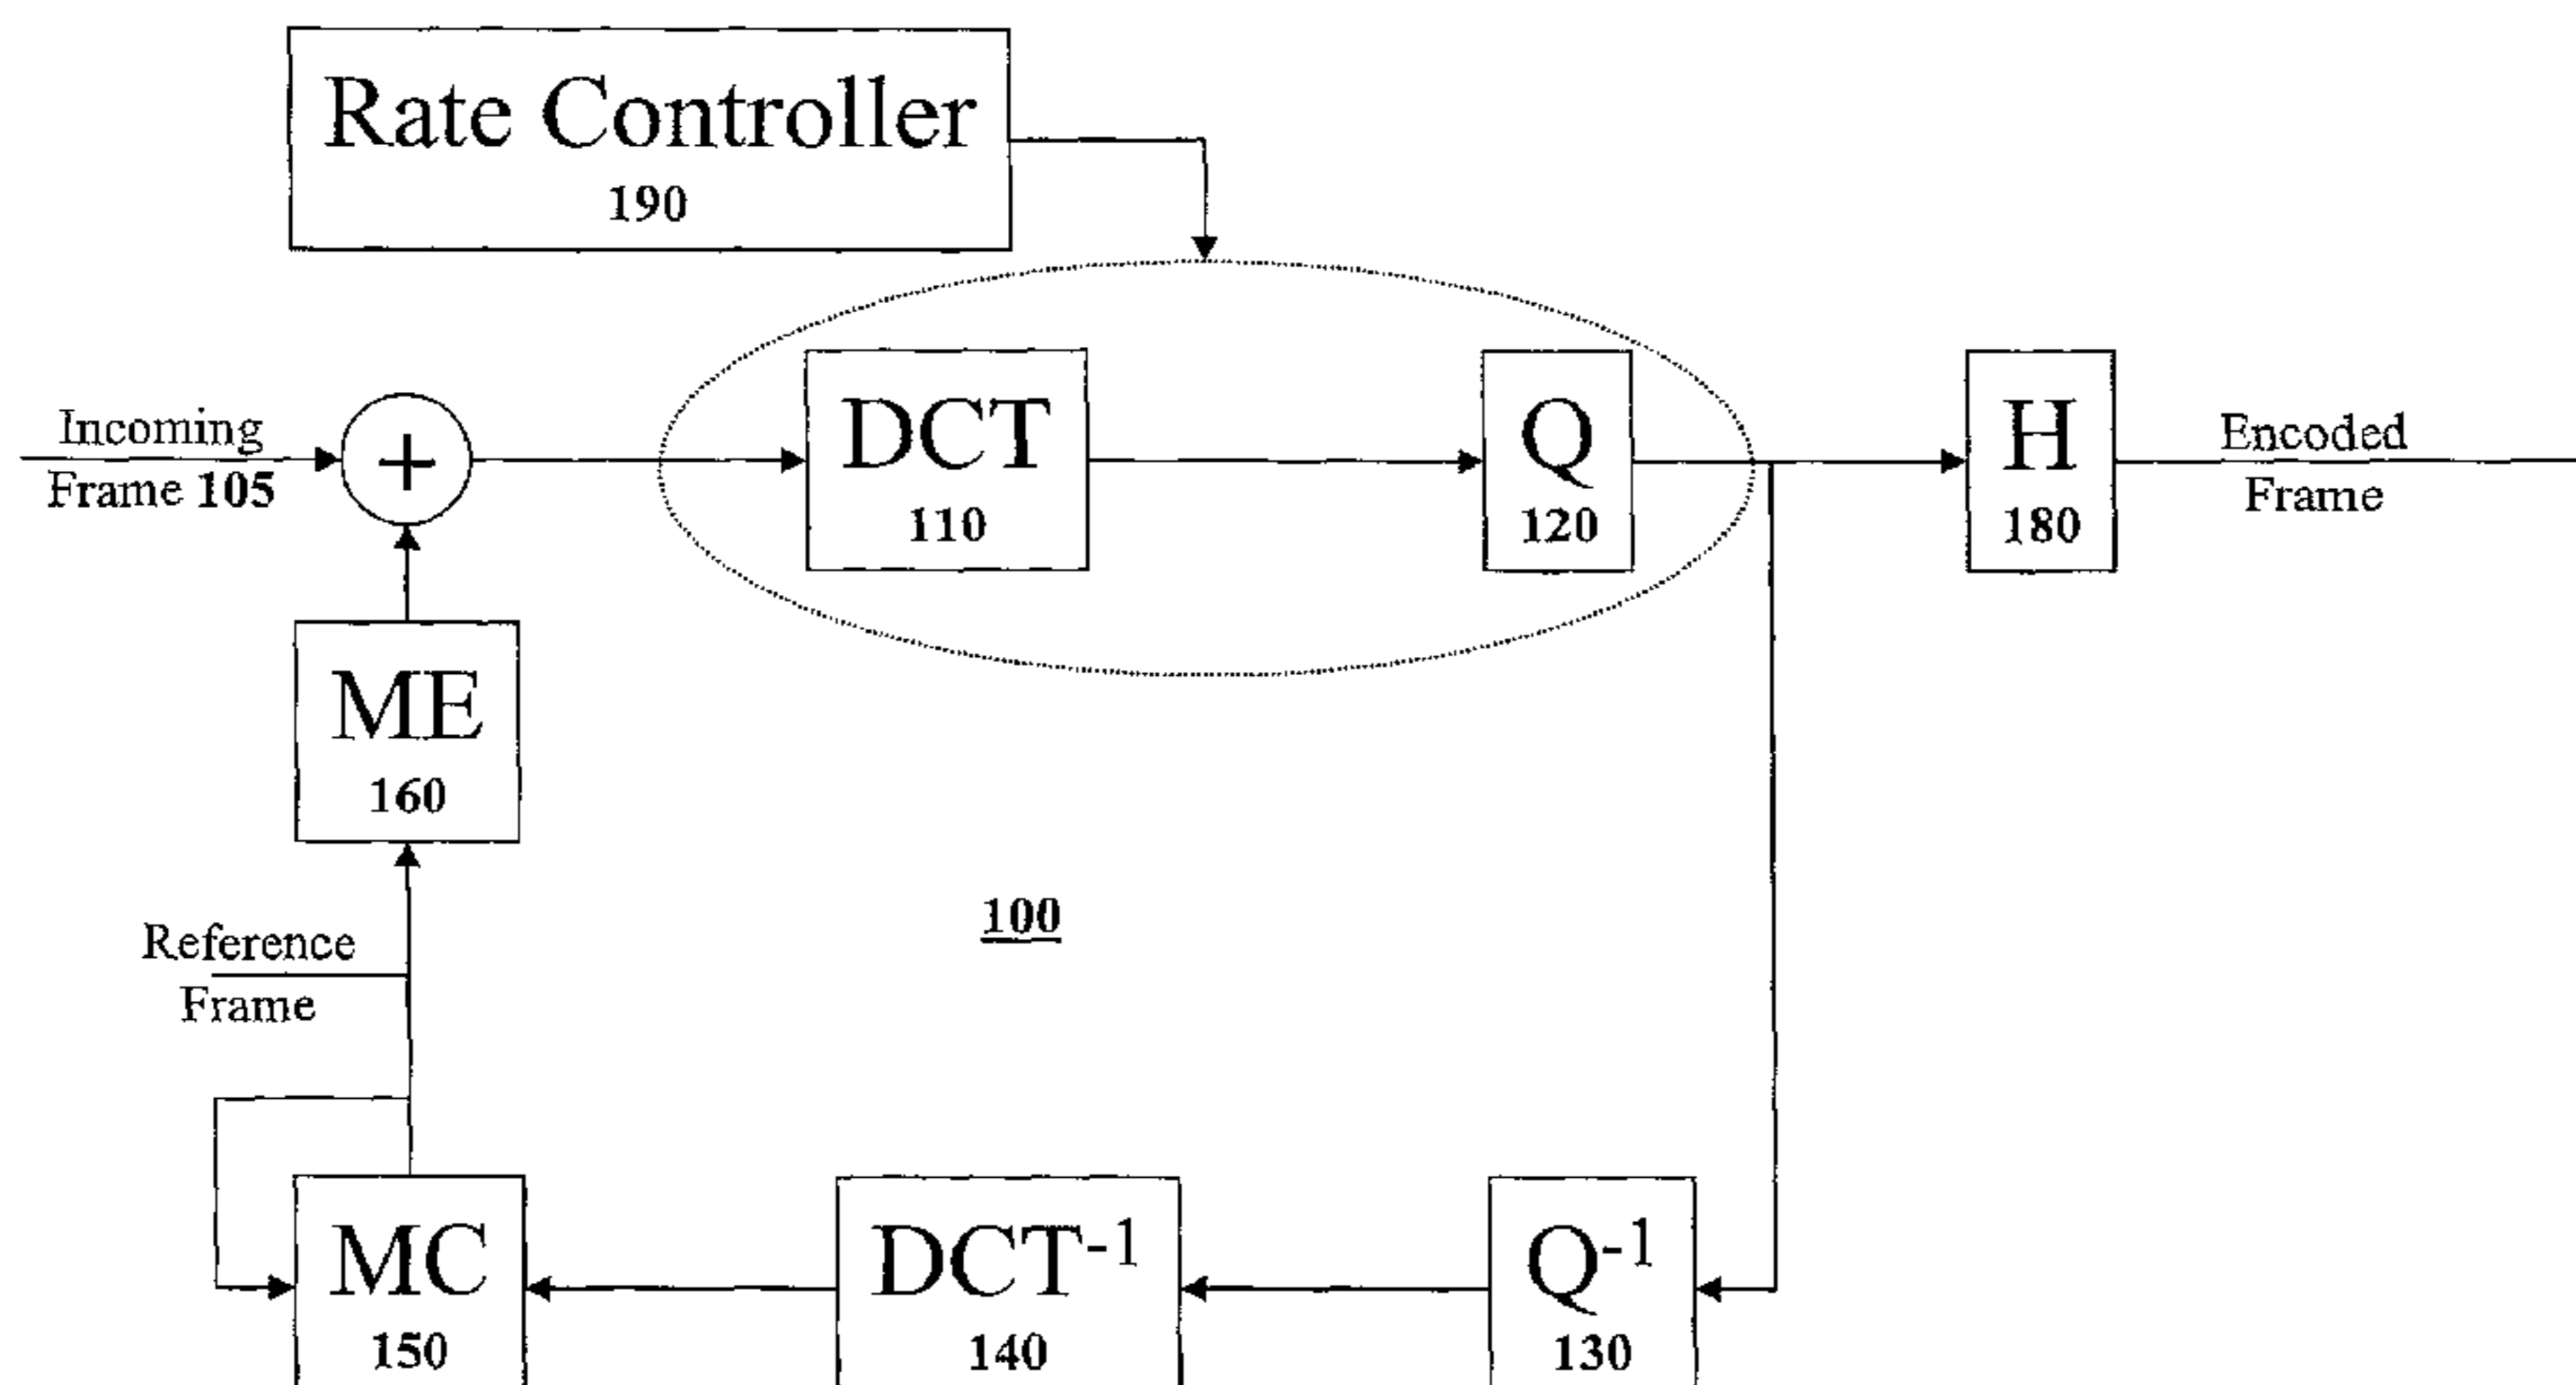 Rate Controller
190
Incoming
Frame 105
+
DCT
110
Q
120
H
180
Encoded
Frame
ME
160
100
Reference
Frame
MC
150
DCT-1
140
Q-1
130